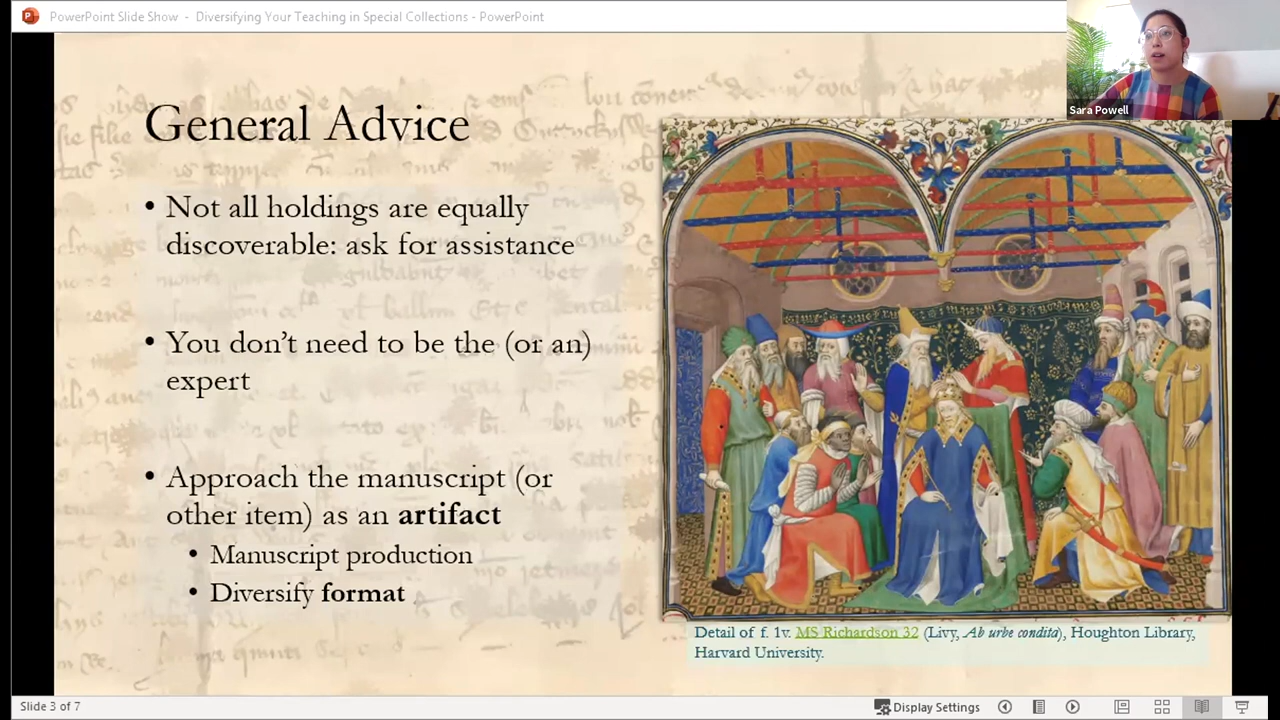 PowerPoint Slide Show - Diversifying Your Teaching in Special Collections - PowerPoint
Sara Powell
General Advice
• Not all holdings are equally
discoverable: ask for assistance
• You don't need to be the (or an)
expert
• Approach the manuscript (or
other item) as an artifact
• Manuscript production
• Diversify format
Detail of f. 1v. MS Richardson 32 (Livy, Ab urbe condita), Houghton Library,
Harvard University.
Slide 3 of 7
Display Settings